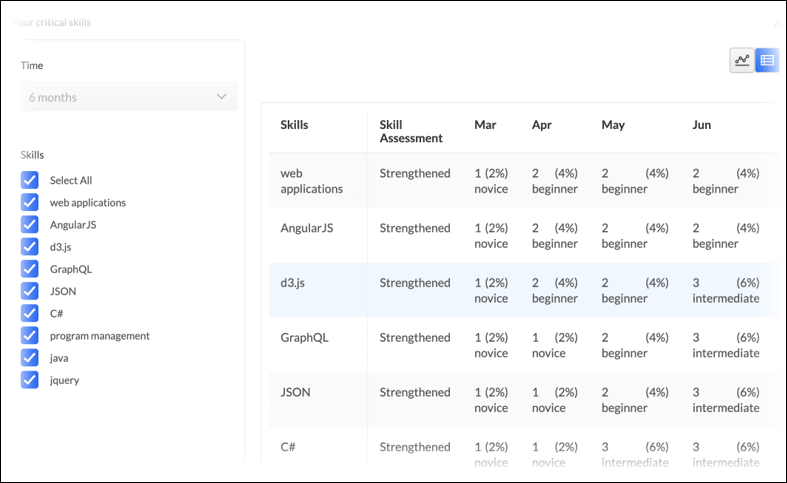 our critical skills
Time
6 months
Skills
Select All
web applications
AngularJS
d3.js
GraphQL
JSON
C#
program management
java
jquery
Skills Skill Assessment Mar Apr May Jun
web applications Strengthened 1 (2%) novice 2 (4%) beginner 2 (4%) beginner 2 (4%) beginner
AngularJS Strengthened 1 (2%) novice 2 (4%) beginner 2 (4%) beginner 2 (4%) beginner
d3.js Strengthened 1 (2%) novice 2 (4%) beginner 2 (4%) beginner 3 (6%) intermediate
GraphQL Strengthened 1 (2%) novice 1 (2%) novice 2 (4%) beginner 3 (6%) intermediate
JSON Strengthened 1 (2%) novice 1 (2%) novice 2 (4%) beginner 3 (6%) intermediate
C# Strengthened 1 (2%) novice 1 (2%) novice 3 (6%) intermediate 3 (6%) intermediate